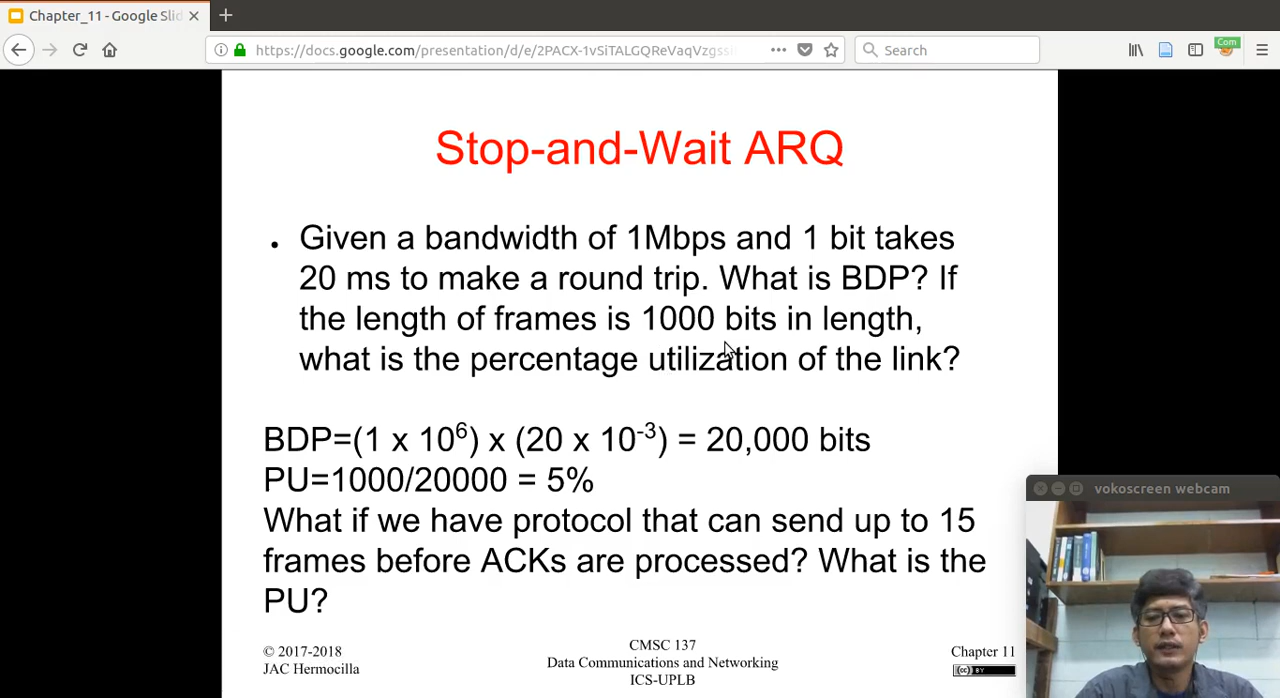 Chapter_11 - Google Slid
https://docs.google.com/presentation/d/e/2PACX-1vSiTALGQReVaqVzgss
Search
Com
Stop-and-Wait ARQ
• Given a bandwidth of 1Mbps and 1 bit takes
20 ms to make a round trip. What is BDP? If
the length of frames is 1000 bits in length,
what is the percentage utilization of the link?
BDP=(1 x 10⁶) x (20 x 10⁻³) = 20,000 bits
PU=1000/20000 = 5%
What if we have protocol that can send up to 15
frames before ACKs are processed? What is the
PU?
vokoscreen webcam
© 2017-2018
JAC Hermocilla
CMSC 137
Data Communications and Networking
ICS-UPLB
Chapter 11
(cc) BY